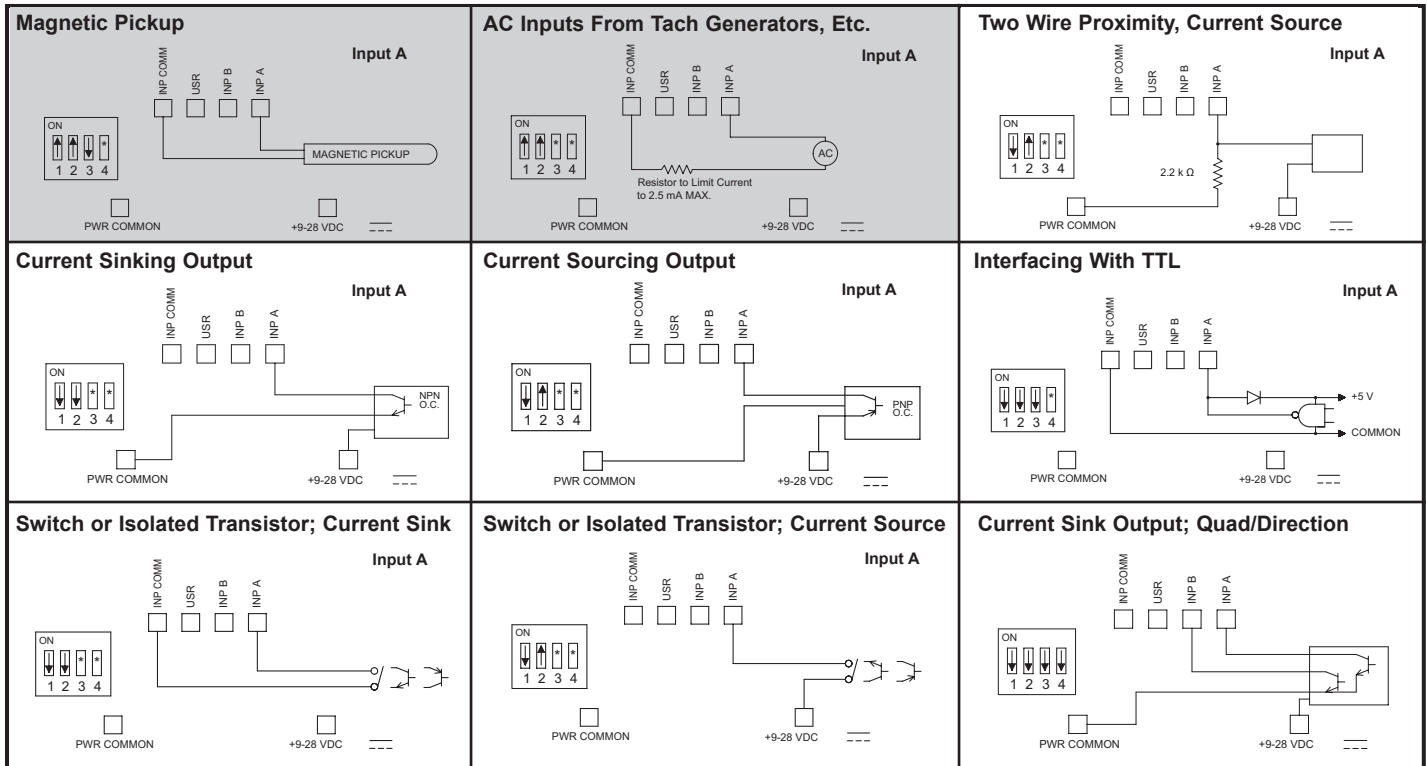 Magnetic Pickup
Input A
INP COMM
USR
INP B
INP A
ON
*
1 2 3 4
MAGNETIC PICKUP
PWR COMMON
+9-28 VDC
AC Inputs From Tach Generators, Etc.
Input A
INP COMM
USR
INP B
INP A
ON
* *
1 2 3 4
AC
Resistor to Limit Current
to 2.5 mA MAX.
PWR COMMON
+9-28 VDC
Two Wire Proximity, Current Source
Input A
INP COMM
USR
INP B
INP A
ON
* *
1 2 3 4
2.2 k Ω
PWR COMMON
+9-28 VDC
Current Sinking Output
Input A
INP COMM
USR
INP B
INP A
ON
* *
1 2 3 4
NPN
O.C.
PWR COMMON
+9-28 VDC
Current Sourcing Output
Input A
INP COMM
USR
INP B
INP A
ON
* *
1 2 3 4
PNP
O.C.
PWR COMMON
+9-28 VDC
Interfacing With TTL
Input A
INP COMM
USR
INP B
INP A
ON
*
1 2 3 4
+5 V
COMMON
PWR COMMON
+9-28 VDC
Switch or Isolated Transistor; Current Sink
Input A
INP COMM
USR
INP B
INP A
ON
* *
1 2 3 4
PWR COMMON
+9-28 VDC
Switch or Isolated Transistor; Current Source
Input A
INP COMM
USR
INP B
INP A
ON
* *
1 2 3 4
PWR COMMON
+9-28 VDC
Current Sink Output; Quad/Direction
INP COMM
USR
INP B
INP A
ON
1 2 3 4
PWR COMMON
+9-28 VDC